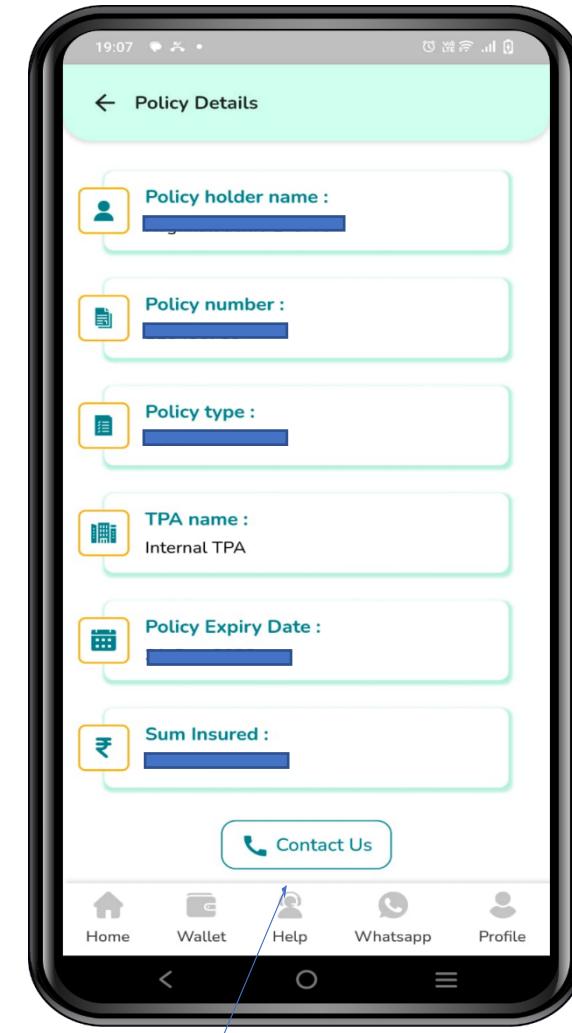 19:07
Policy Details
Policy holder name :
Policy number :
Policy type :
TPA name :
Internal TPA
Policy Expiry Date :
Sum Insured :
Contact Us
Home Wallet Help Whatsapp Profile